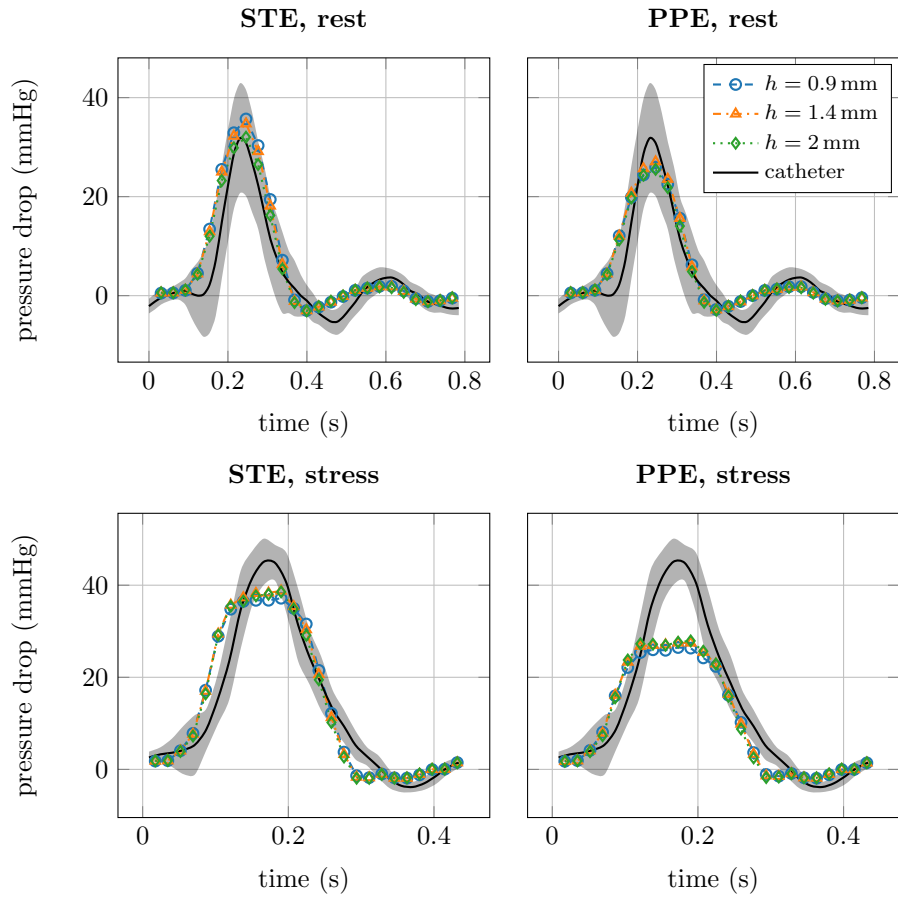 STE, rest
PPE, rest
pressure drop (mmHg)
40
20
0
0
0.2
0.4
0.6
0.8
time (s)
h = 0.9 mm
h = 1.4 mm
h = 2 mm
catheter
0
0.2
0.4
0.6
0.8
time (s)
STE, stress
PPE, stress
pressure drop (mmHg)
40
20
0
0
0.2
0.4
time (s)
0
0.2
0.4
time (s)